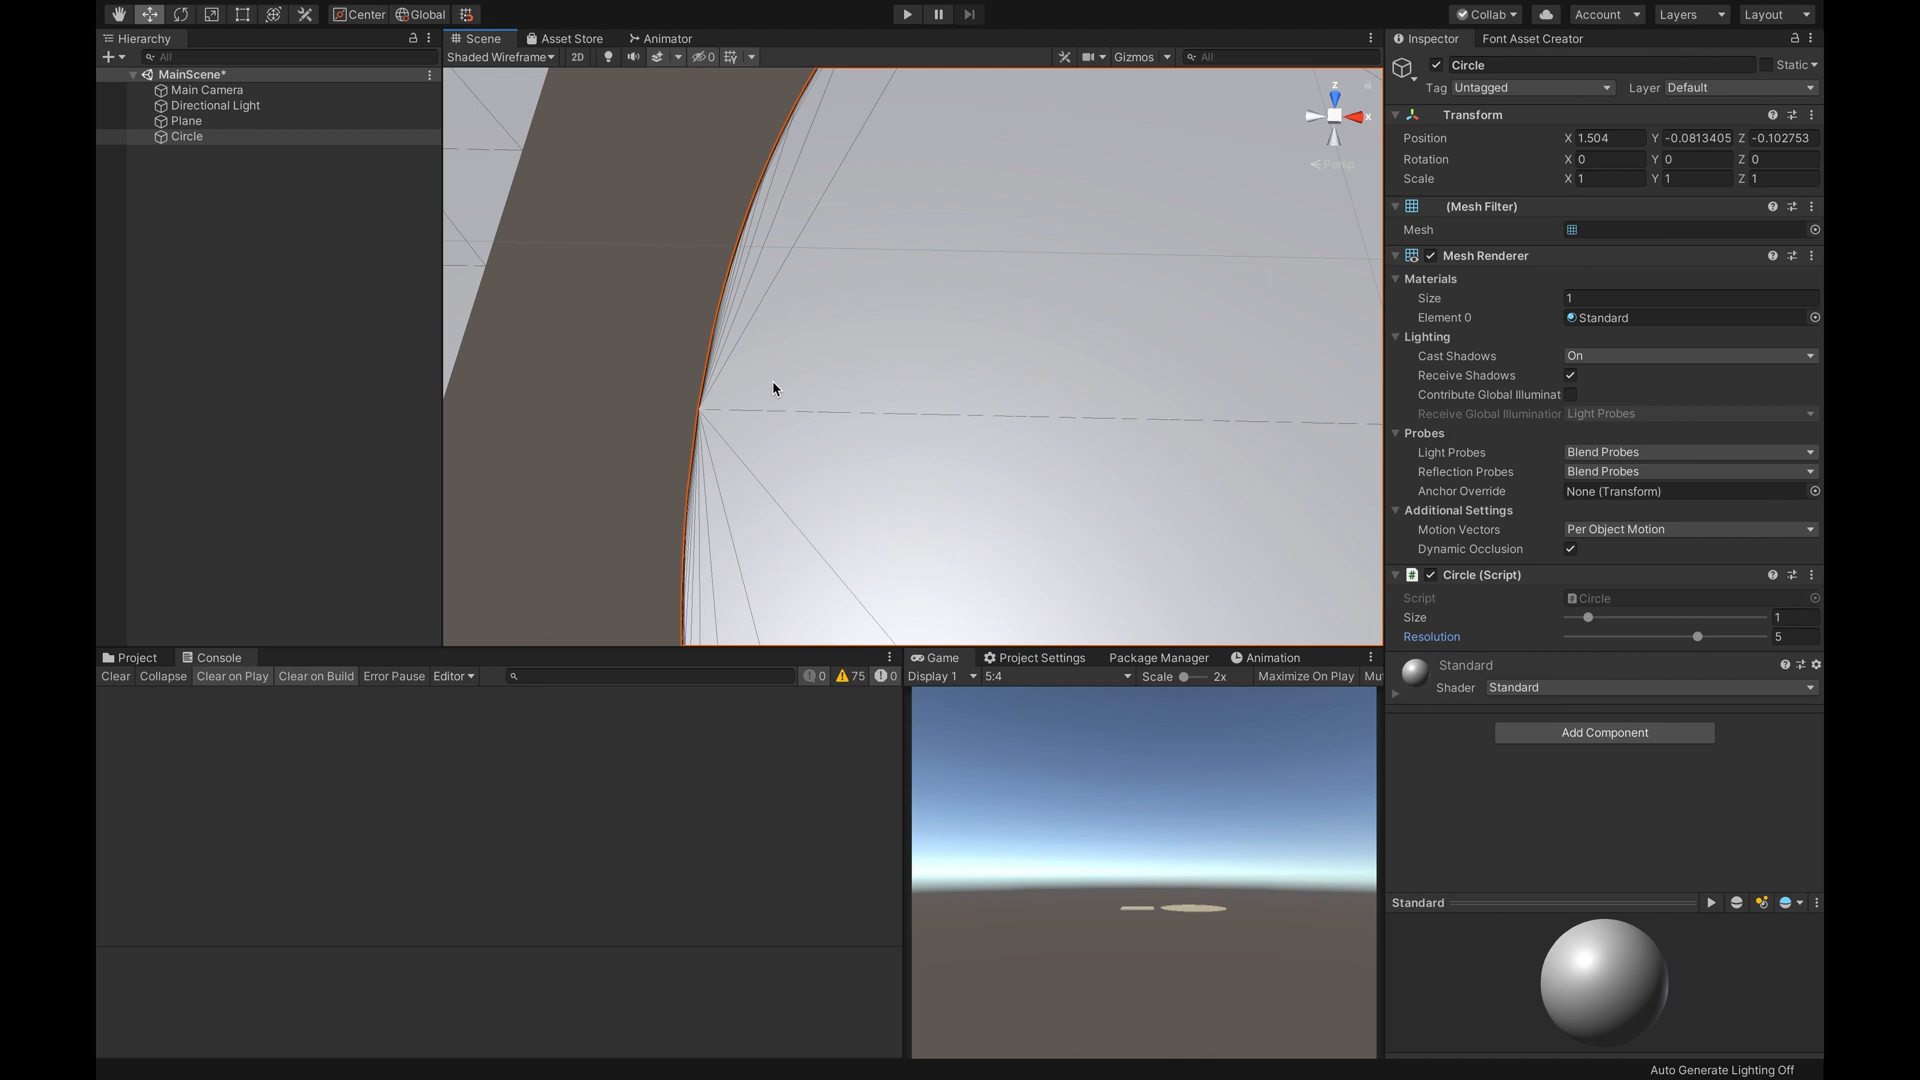 Center Global Collab Account Layers Layout
Hierarchy
All
MainScene*
Main Camera
Directional Light
Plane
Circle
Scene Asset Store Animator
Shaded Wireframe 2D 0 Gizmos All
z
x
Persp
Inspector Font Asset Creator
Circle Static
Tag Untagged Layer Default
Transform
Position X 1.504 Y -0.0813405 Z -0.102753
Rotation X 0 Y 0 Z 0
Scale X 1 Y 1 Z 1
(Mesh Filter)
Mesh
Mesh Renderer
Materials
Size 1
Element 0 Standard
Lighting
Cast Shadows On
Receive Shadows
Contribute Global Illuminat
Receive Global Illumination Light Probes
Probes
Light Probes Blend Probes
Reflection Probes Blend Probes
Anchor Override None (Transform)
Additional Settings
Motion Vectors Per Object Motion
Dynamic Occlusion
Circle (Script)
Script Circle
Size 1
Resolution 5
Standard
Shader Standard
Add Component
Standard
Project Console
Clear Collapse Clear on Play Clear on Build Error Pause Editor 0 75 0
Game Project Settings Package Manager Animation
Display 1 5:4 Scale 2x Maximize On Play Mu
Auto Generate Lighting Off